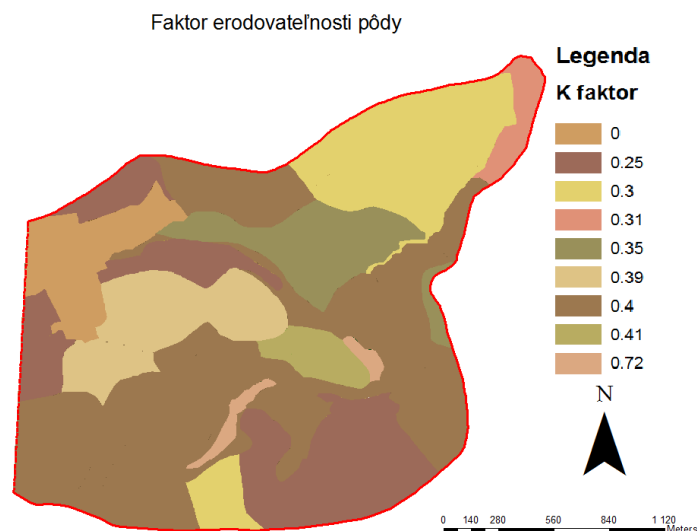 Faktor erodovateľnosti pôdy
Legenda
K faktor
0
0.25
0.3
0.31
0.35
0.39
0.4
0.41
0.72
N
0 140 280 560 840 1 120
Meters